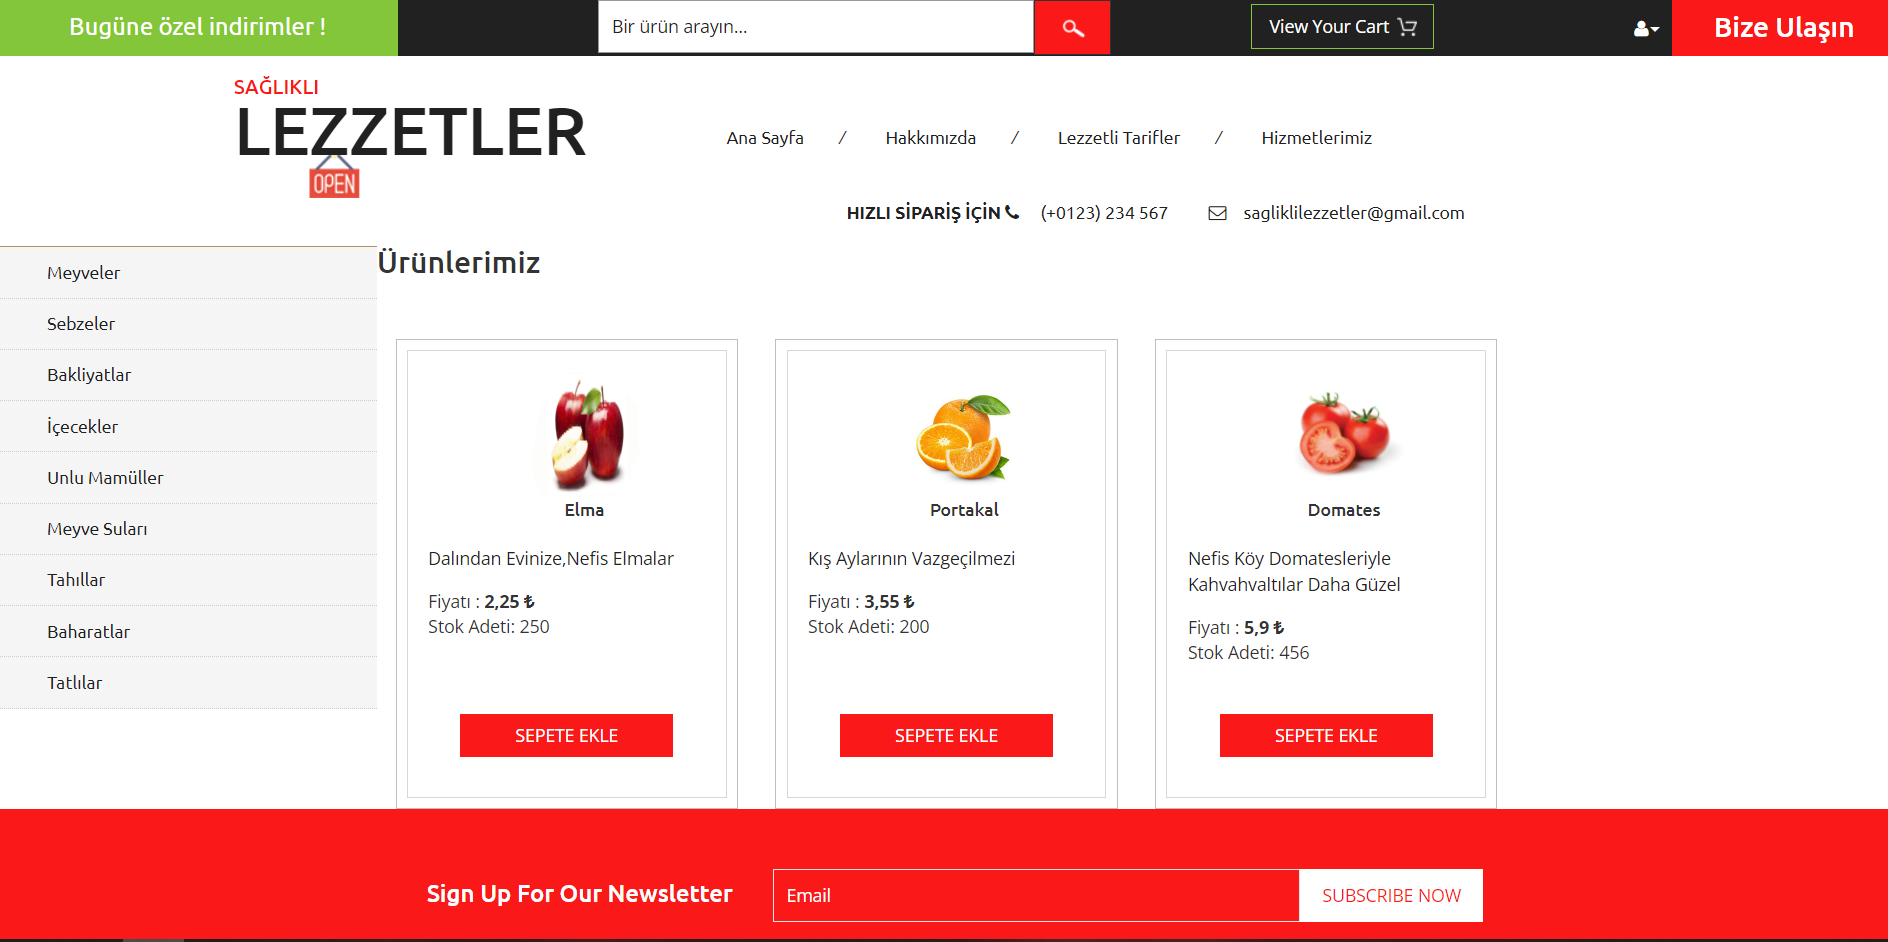 Bugüne özel indirimler !
Bir ürün arayın...
View Your Cart
Bize Ulaşın
SAĞLIKLI
LEZZETLER
OPEN
Ana Sayfa / Hakkımızda / Lezzetli Tarifler / Hizmetlerimiz
HIZLI SİPARİŞ İÇİN (+0123) 234 567 sagliklilezzetler@gmail.com
Meyveler
Sebzeler
Bakliyatlar
İçecekler
Unlu Mamüller
Meyve Suları
Tahıllar
Baharatlar
Tatlılar
Ürünlerimiz
Elma
Dalından Evinize,Nefis Elmalar
Fiyatı : 2,25 ₺
Stok Adeti: 250
SEPETE EKLE
Portakal
Kış Aylarının Vazgeçilmezi
Fiyatı : 3,55 ₺
Stok Adeti: 200
SEPETE EKLE
Domates
Nefis Köy Domatesleriyle
Kahvahvaltılar Daha Güzel
Fiyatı : 5,9 ₺
Stok Adeti: 456
SEPETE EKLE
Sign Up For Our Newsletter
Email
SUBSCRIBE NOW